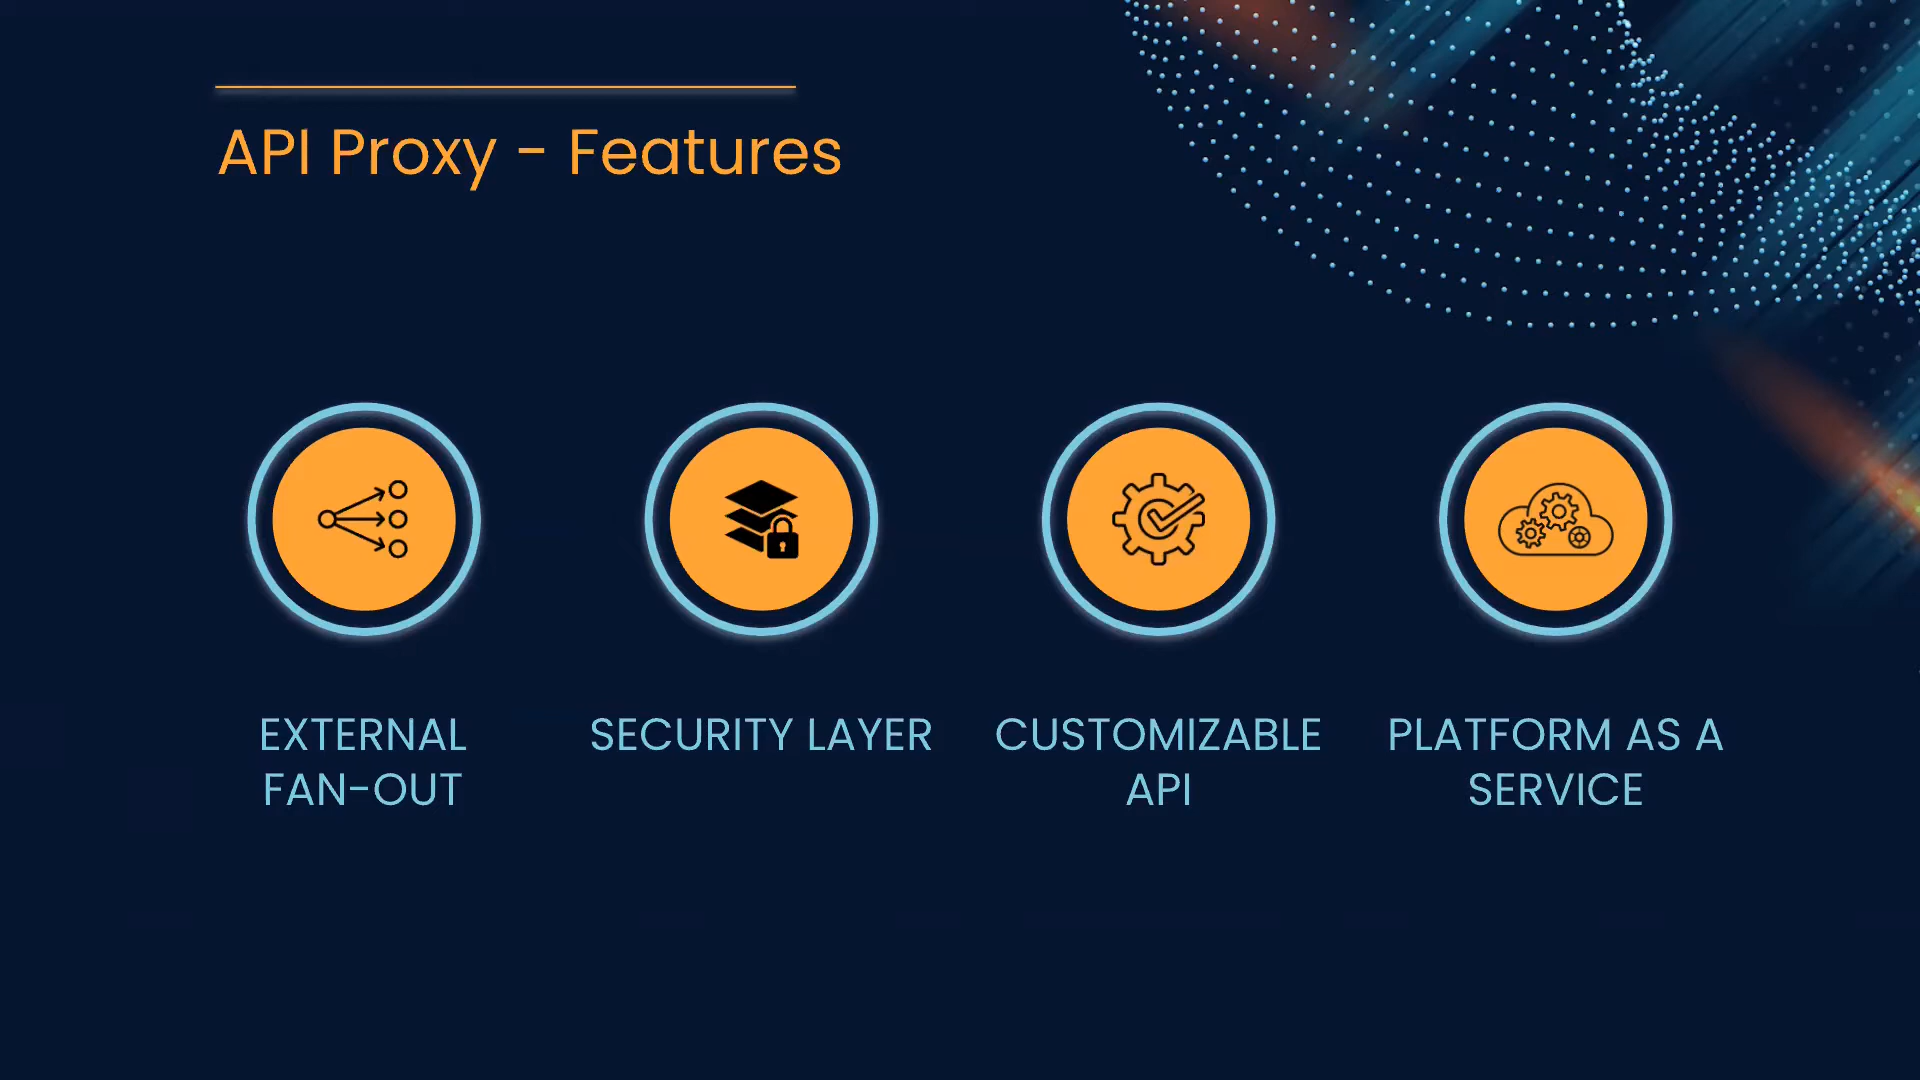 API Proxy - Features
EXTERNAL
FAN-OUT
SECURITY LAYER
CUSTOMIZABLE
API
PLATFORM AS A
SERVICE